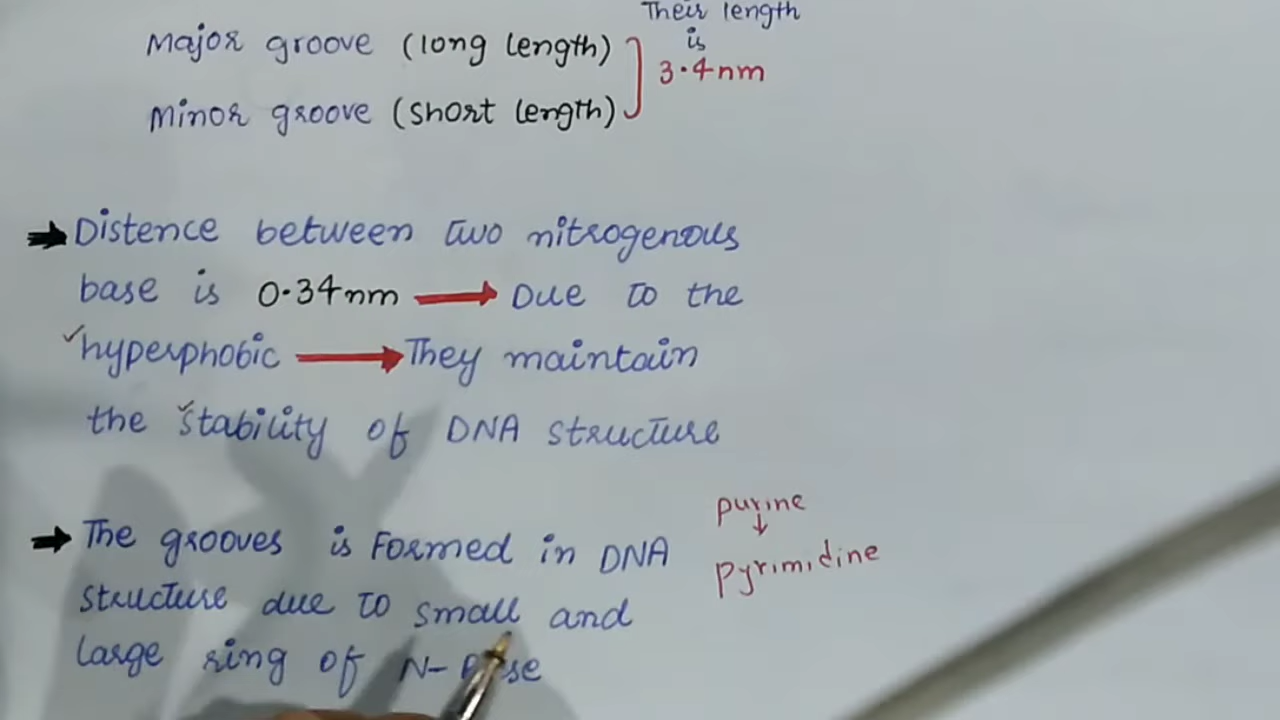 Their length
Major groove (long length)
is
3.4nm
Minor groove (short length)
Distence between two nitrogenous
base is 0.34nm → Due to the
hyperphobic → They maintain
the stability of DNA structure
purine
↓
pyrimidine
The grooves is Formed in DNA
structure due to small and
large ring of N-